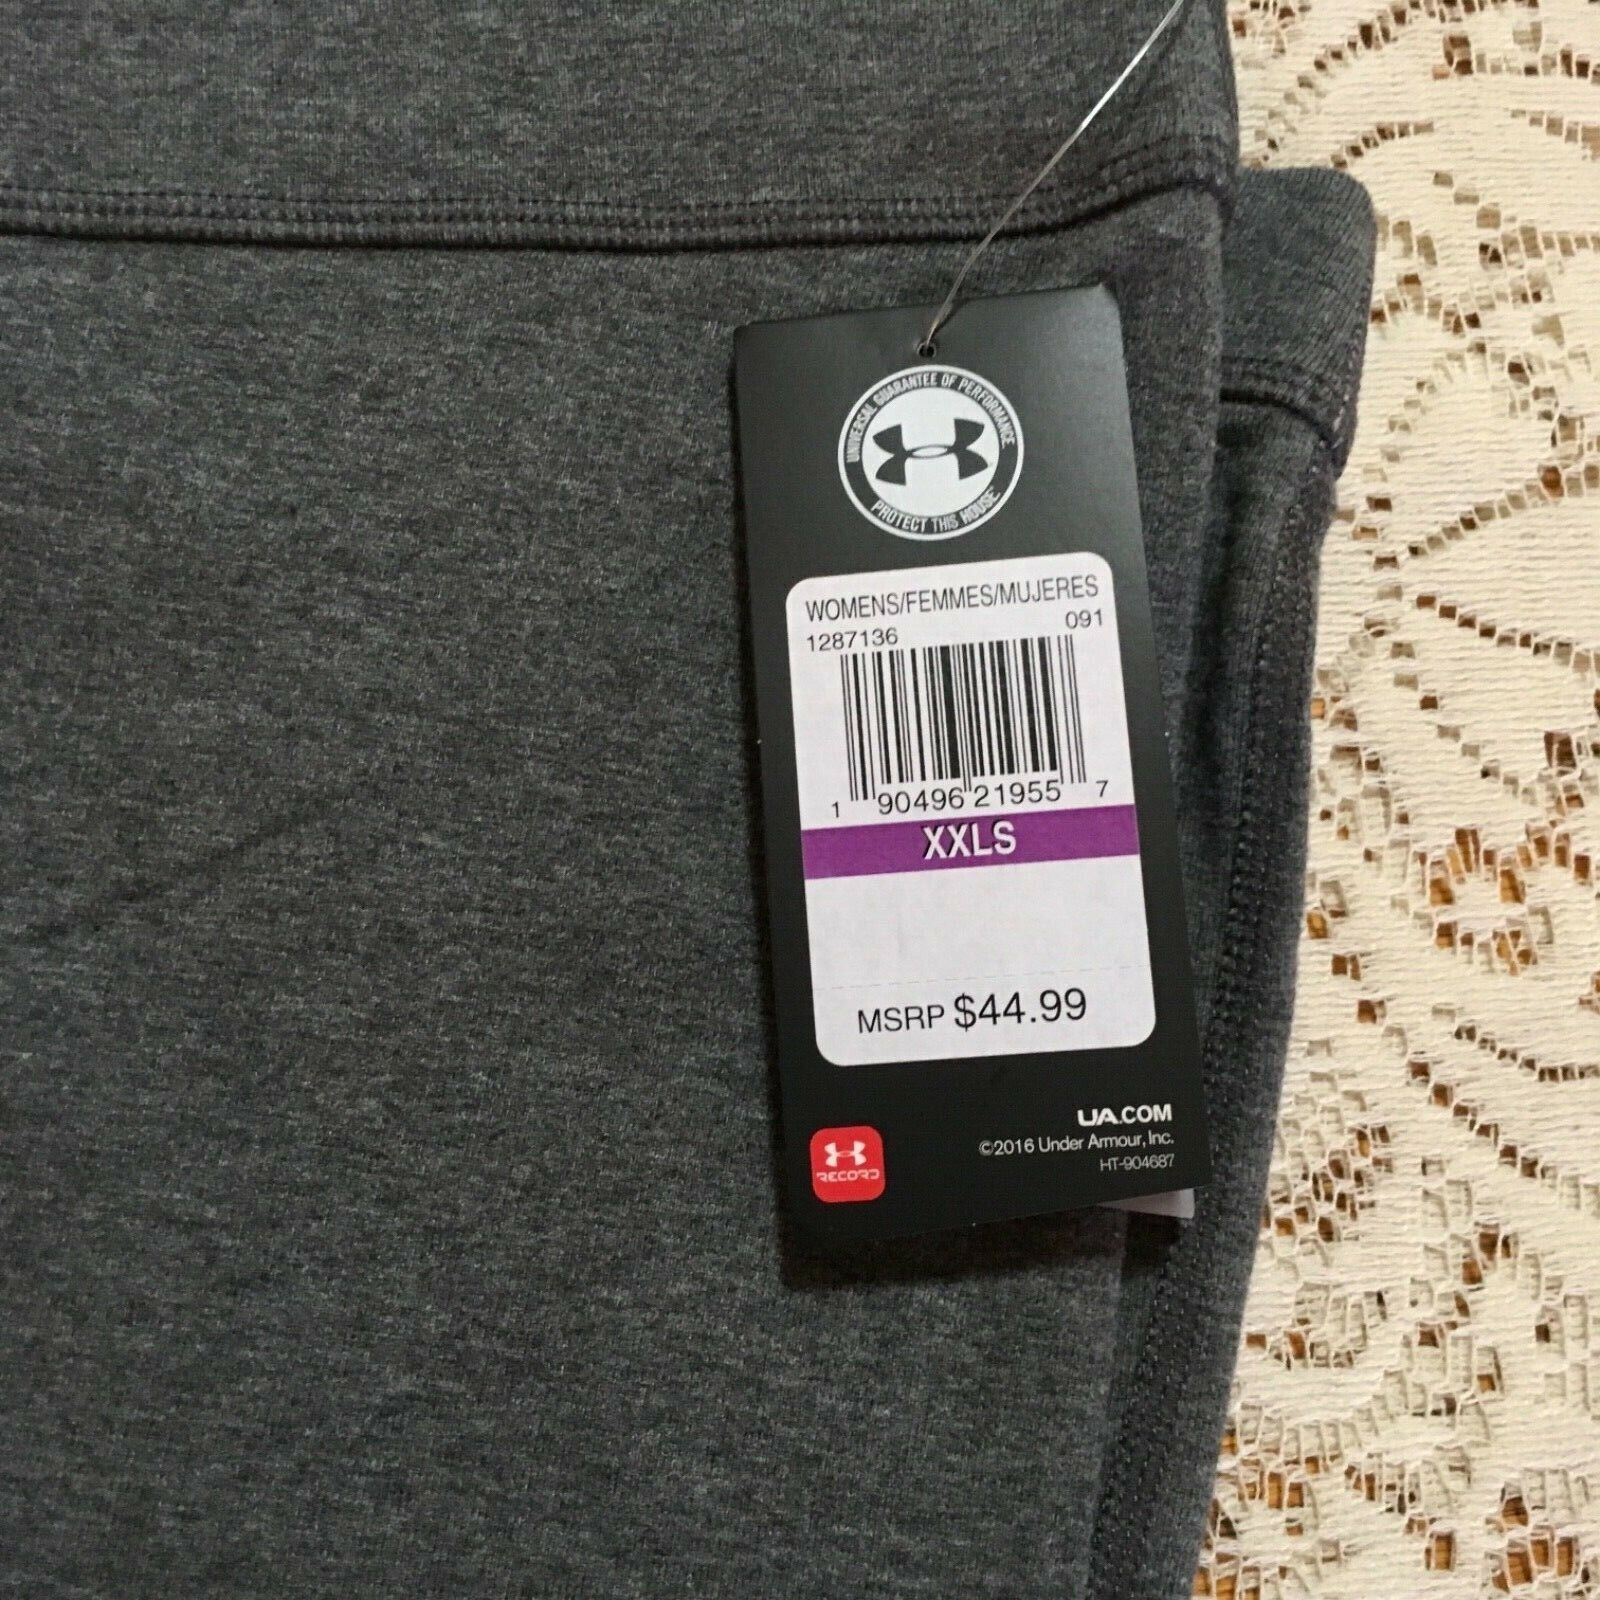 UNIVERSAL GUARANTEE OF PERFORMANCE
PROTECT THIS HOUSE
WOMENS/FEMMES/MUJERES
1287136 091
1 90496 21955 7
XXLS
MSRP $44.99
UA.COM
©2016 Under Armour, Inc.
HT-904687
RECORD